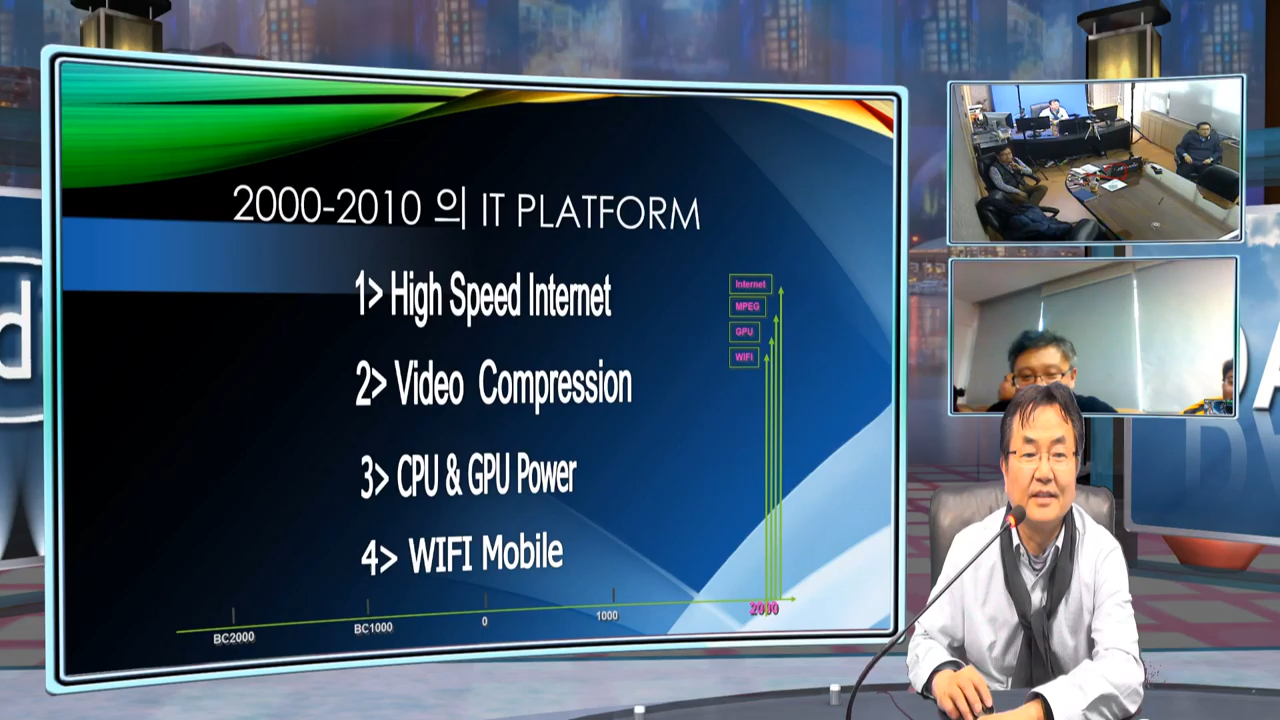 2000-2010 의 IT PLATFORM
1> High Speed Internet
2> Video Compression
3> CPU & GPU Power
4> WIFI Mobile
Internet
MPEG
GPU
WIFI
BC2000
BC1000
0
1000
d